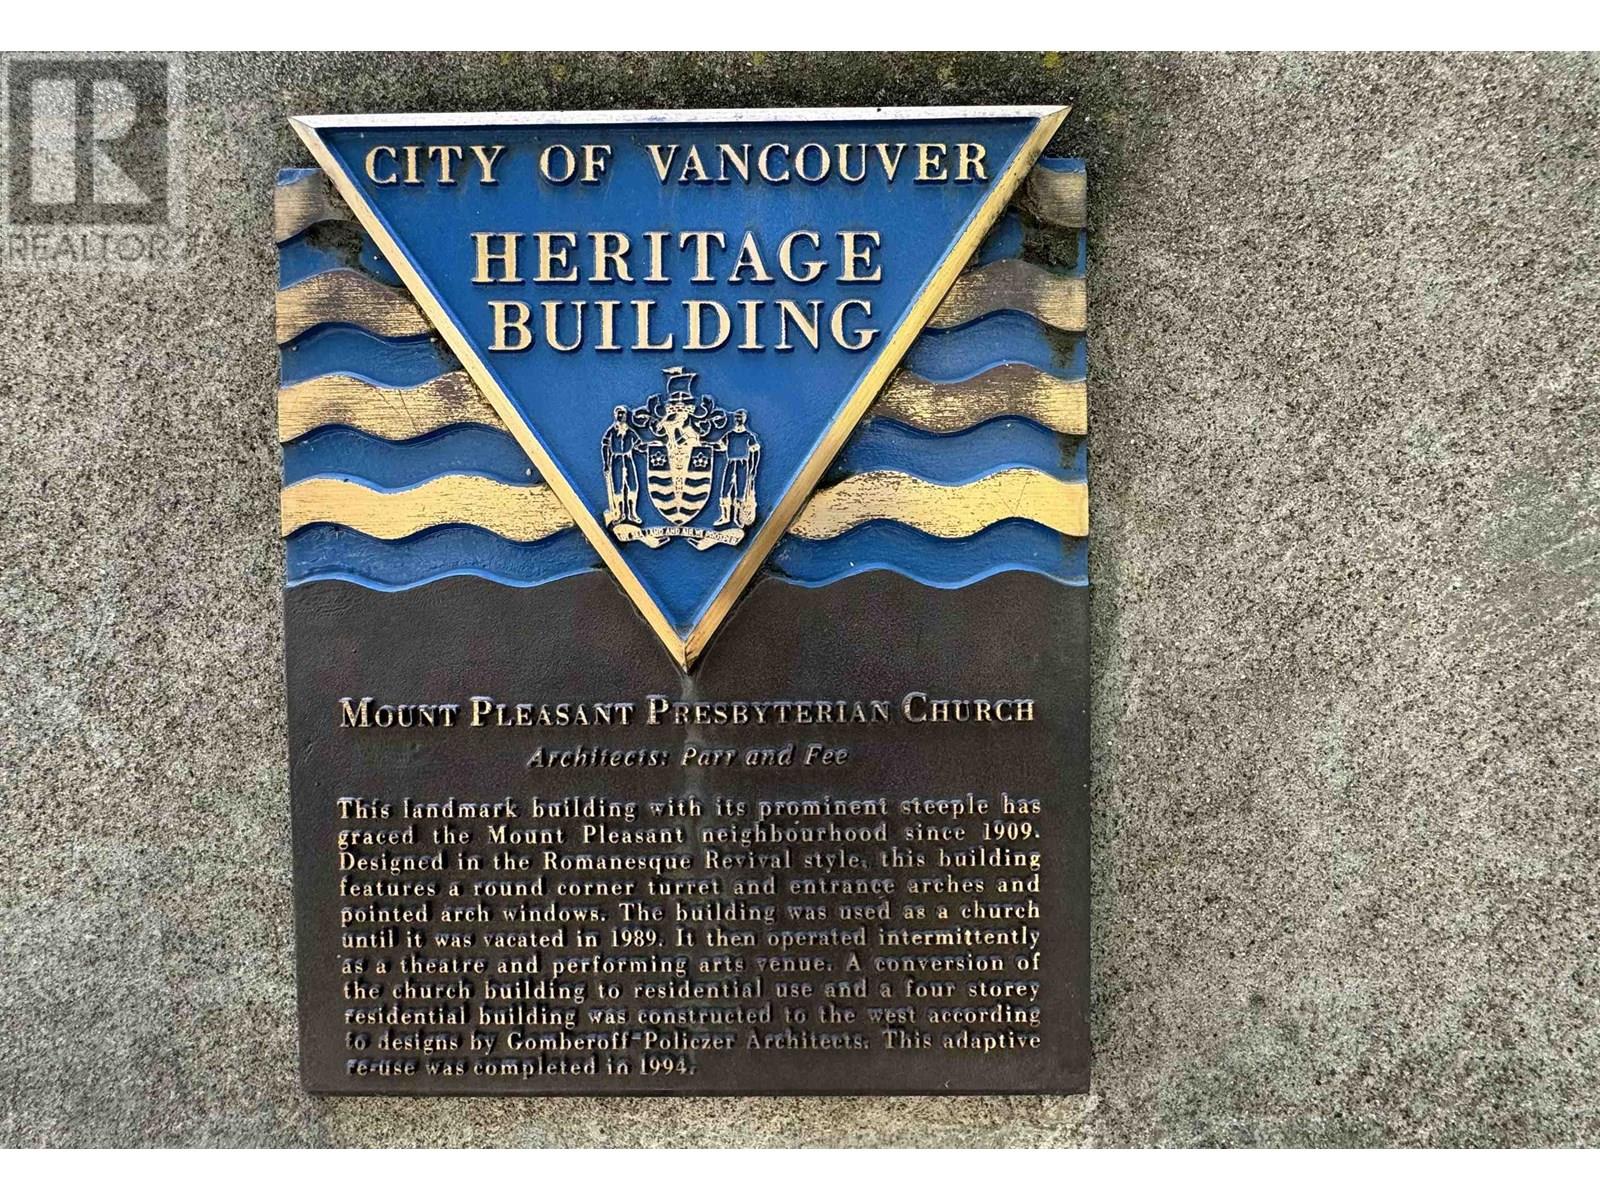 REALTOR
CITY OF VANCOUVER
HERITAGE
BUILDING
LAND AND AIR WE
MOUNT PLEASANT PRESBYTERIAN CHURCH
Architects: Parr and Fee
This landmark building with its prominent steeple has
graced the Mount Pleasant neighbourhood since 1909.
Designed in the Romanesque Revival style, this building
features a round corner turret and entrance arches and
pointed arch windows. The building was used as a church
until it was vacated in 1989. It then operated intermittently
as a theatre and performing arts venue. A conversion of
the church building to residential use and a four storey
residential building was constructed to the west according
to designs by Gomberoff-Policzer Architects. This adaptive
re-use was completed in 1994.